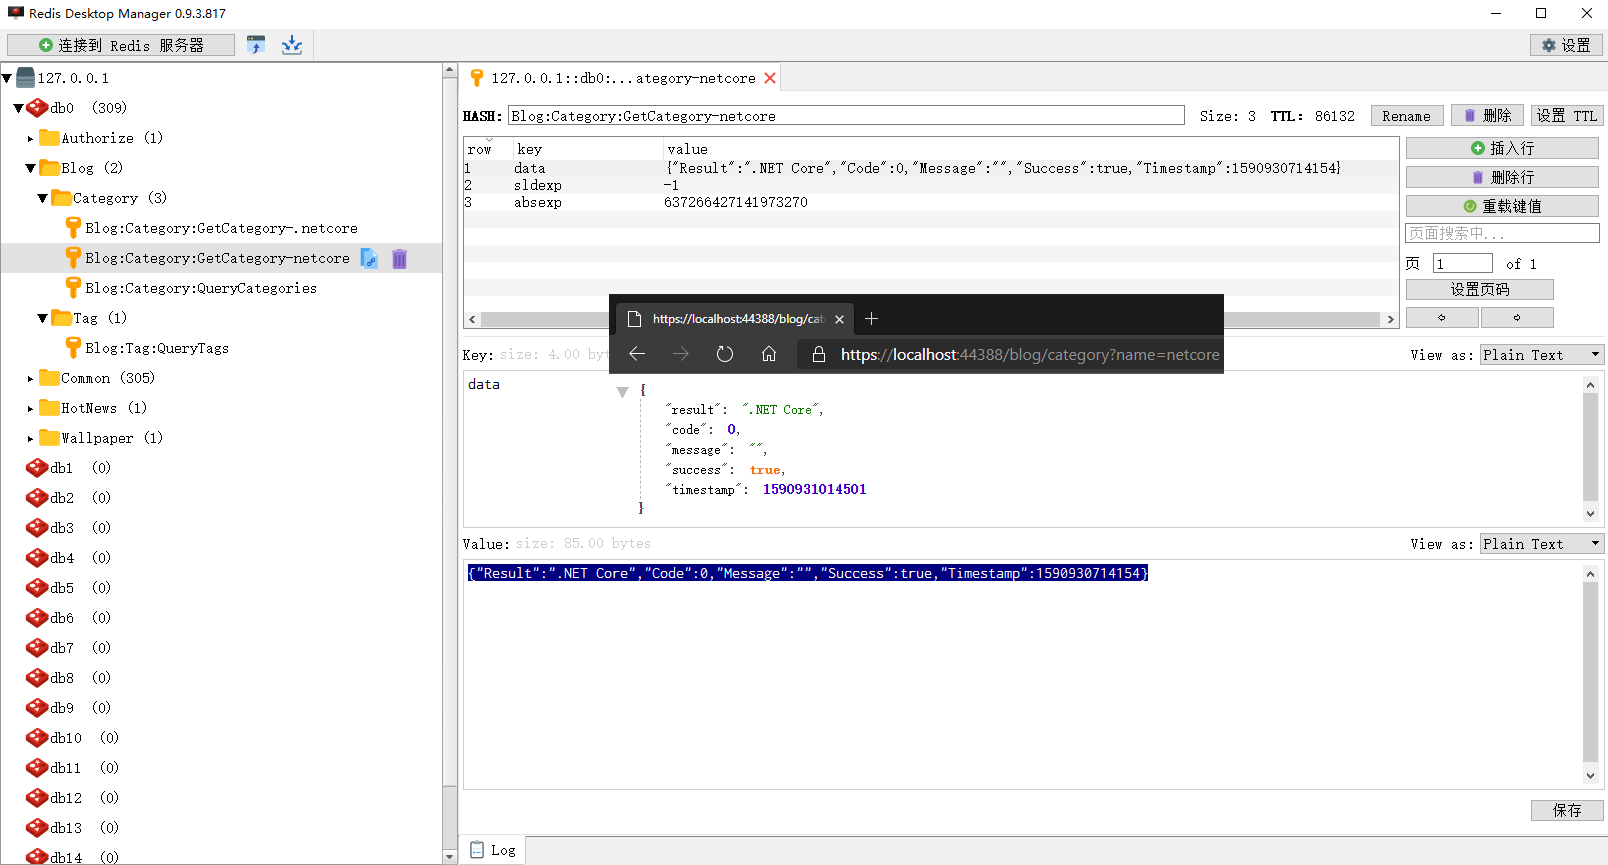 Redis Desktop Manager 0.9.3.817
连接到 Redis 服务器
设置
127.0.0.1
db0 (309)
Authorize (1)
Blog (2)
Category (3)
Blog:Category:GetCategory-.netcore
Blog:Category:GetCategory-netcore
Blog:Category:QueryCategories
Tag (1)
Blog:Tag:QueryTags
Common (305)
HotNews (1)
Wallpaper (1)
db1 (0)
db2 (0)
db3 (0)
db4 (0)
db5 (0)
db6 (0)
db7 (0)
db8 (0)
db9 (0)
db10 (0)
db11 (0)
db12 (0)
db13 (0)
db14 (0)
127.0.0.1::db0:...ategory-netcore
HASH: Blog:Category:GetCategory-netcore Size: 3 TTL: 86132 Rename 删除 设置 TTL
row key value
1 data {"Result":".NET Core","Code":0,"Message":"","Success":true,"Timestamp":1590930714154}
2 sldexp -1
3 absexp 637266427141973270
插入行
删除行
重载键值
页面搜索中...
页 1 of 1
设置页码
https://localhost:44388/blog/cat
https://localhost:44388/blog/category?name=netcore
Key: size: 4.00 byt
View as: Plain Text
data
{
"result": ".NET Core",
"code": 0,
"message": "",
"success": true,
"timestamp": 1590931014501
}
Value: size: 85.00 bytes
View as: Plain Text
{"Result":".NET Core","Code":0,"Message":"","Success":true,"Timestamp":1590930714154}
保存
Log